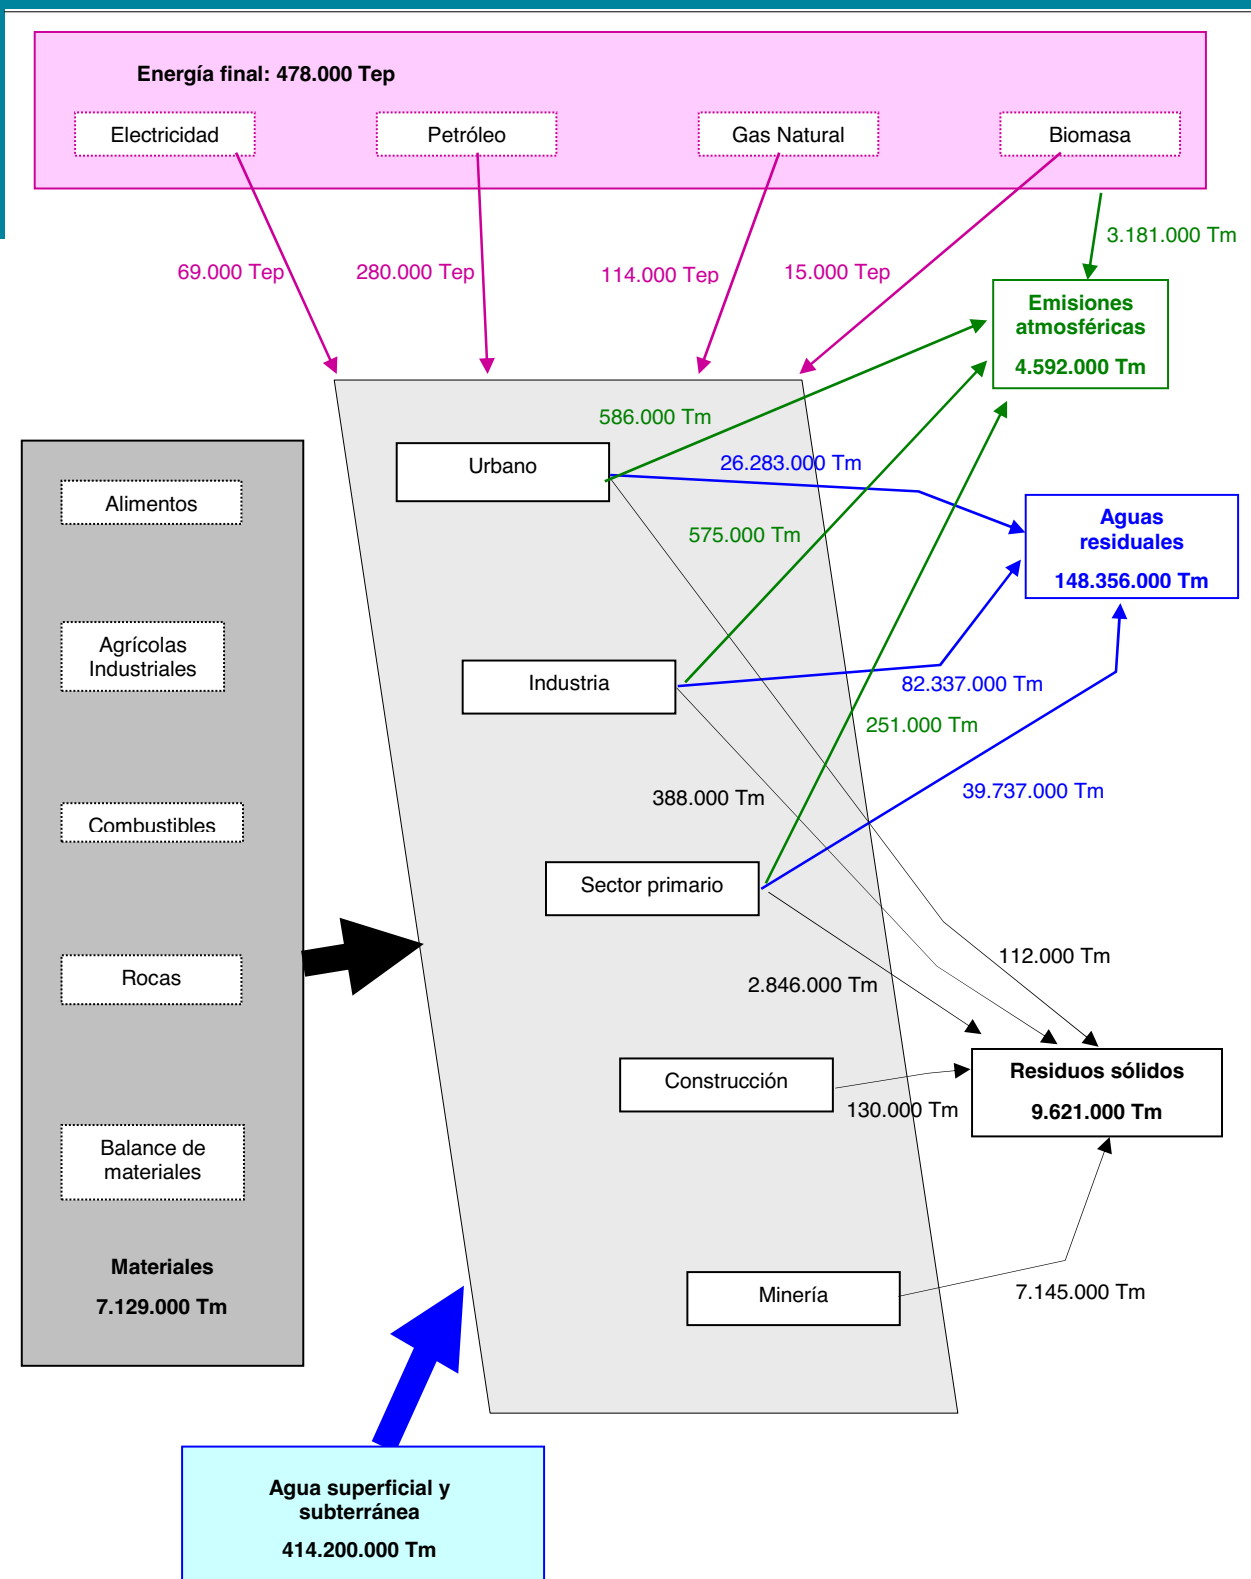 Energía final: 478.000 Tep
Electricidad
Petróleo
Gas Natural
Biomasa
3.181.000 Tm
69.000 Tep
280.000 Tep
114.000 Tep
15.000 Tep
Emisiones
atmosféricas
4.592.000 Tm
586.000 Tm
Urbano
26.283.000 Tm
Alimentos
Aguas
residuales
148.356.000 Tm
575.000 Tm
Agrícolas
Industriales
Industria
82.337.000 Tm
251.000 Tm
388.000 Tm
39.737.000 Tm
Combustibles
Sector primario
Rocas
112.000 Tm
2.846.000 Tm
Construcción
Residuos sólidos
9.621.000 Tm
130.000 Tm
Balance de
materiales
Materiales
7.129.000 Tm
Minería
7.145.000 Tm
Agua superficial y
subterránea
414.200.000 Tm